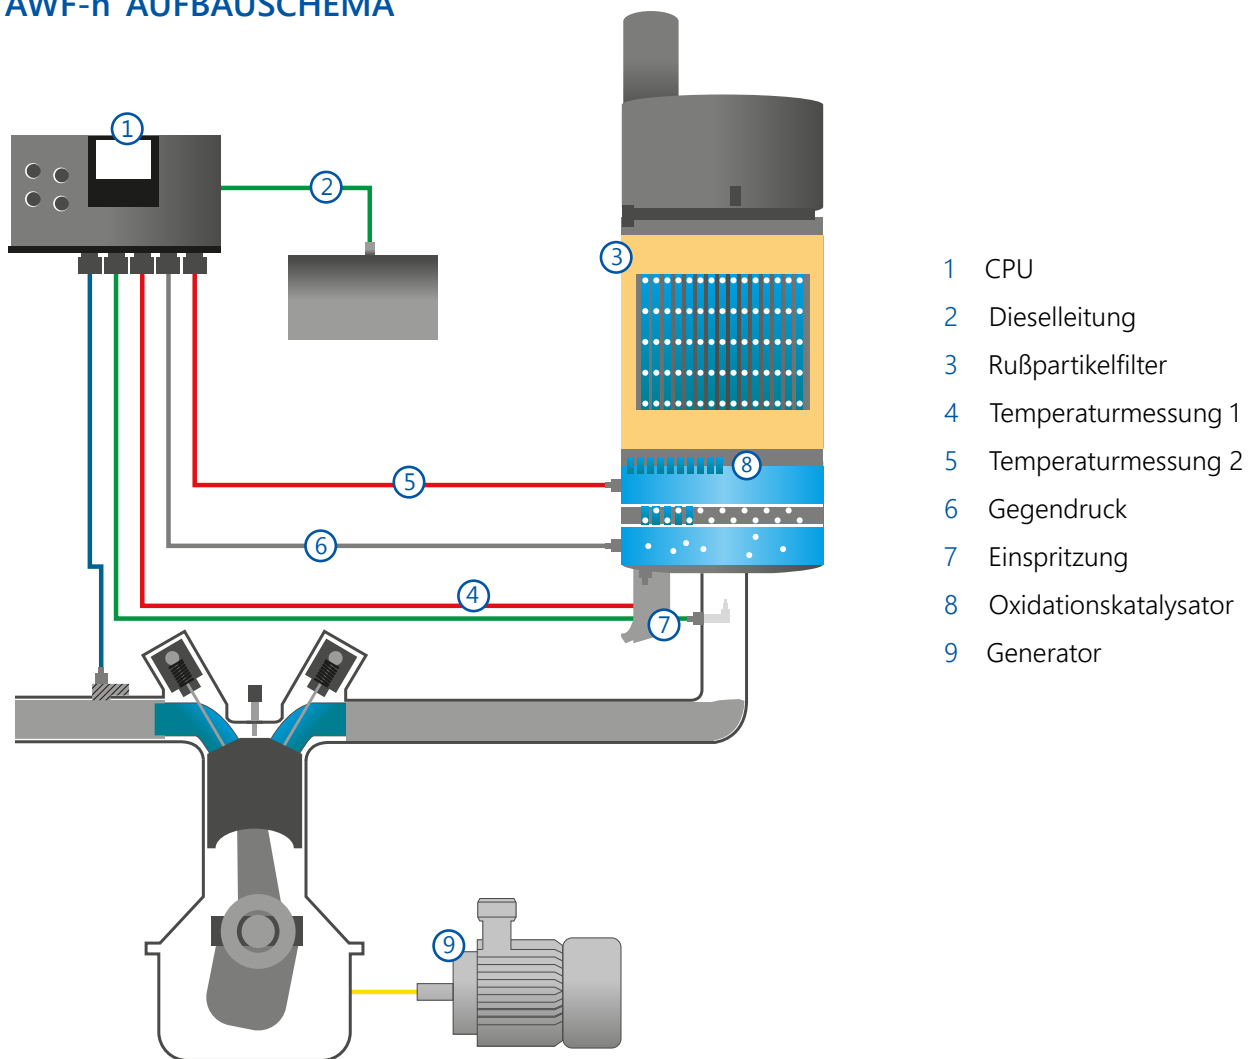 AWF-n AUFBAUSCHEMA
1
2
3
8
5
6
4
7
9
1 CPU
2 Dieselleitung
3 Rußpartikelfilter
4 Temperaturmessung 1
5 Temperaturmessung 2
6 Gegendruck
7 Einspritzung
8 Oxidationskatalysator
9 Generator